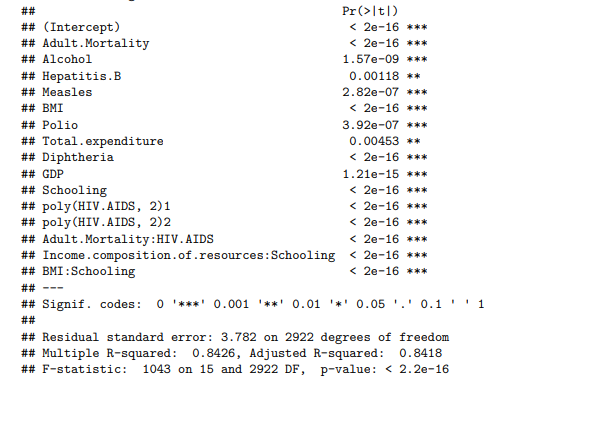 ## Pr(>|t|)
## (Intercept) < 2e-16 ***
## Adult.Mortality < 2e-16 ***
## Alcohol 1.57e-09 ***
## Hepatitis.B 0.00118 **
## Measles 2.82e-07 ***
## BMI < 2e-16 ***
## Polio 3.92e-07 ***
## Total.expenditure 0.00453 **
## Diphtheria < 2e-16 ***
## GDP 1.21e-15 ***
## Schooling < 2e-16 ***
## poly(HIV.AIDS, 2)1 < 2e-16 ***
## poly(HIV.AIDS, 2)2 < 2e-16 ***
## Adult.Mortality:HIV.AIDS < 2e-16 ***
## Income.composition.of.resources:Schooling < 2e-16 ***
## BMI:Schooling < 2e-16 ***
## ---
## Signif. codes: 0 '***' 0.001 '**' 0.01 '*' 0.05 '.' 0.1 ' ' 1
##
## Residual standard error: 3.782 on 2922 degrees of freedom
## Multiple R-squared: 0.8426, Adjusted R-squared: 0.8418
## F-statistic: 1043 on 15 and 2922 DF, p-value: < 2.2e-16